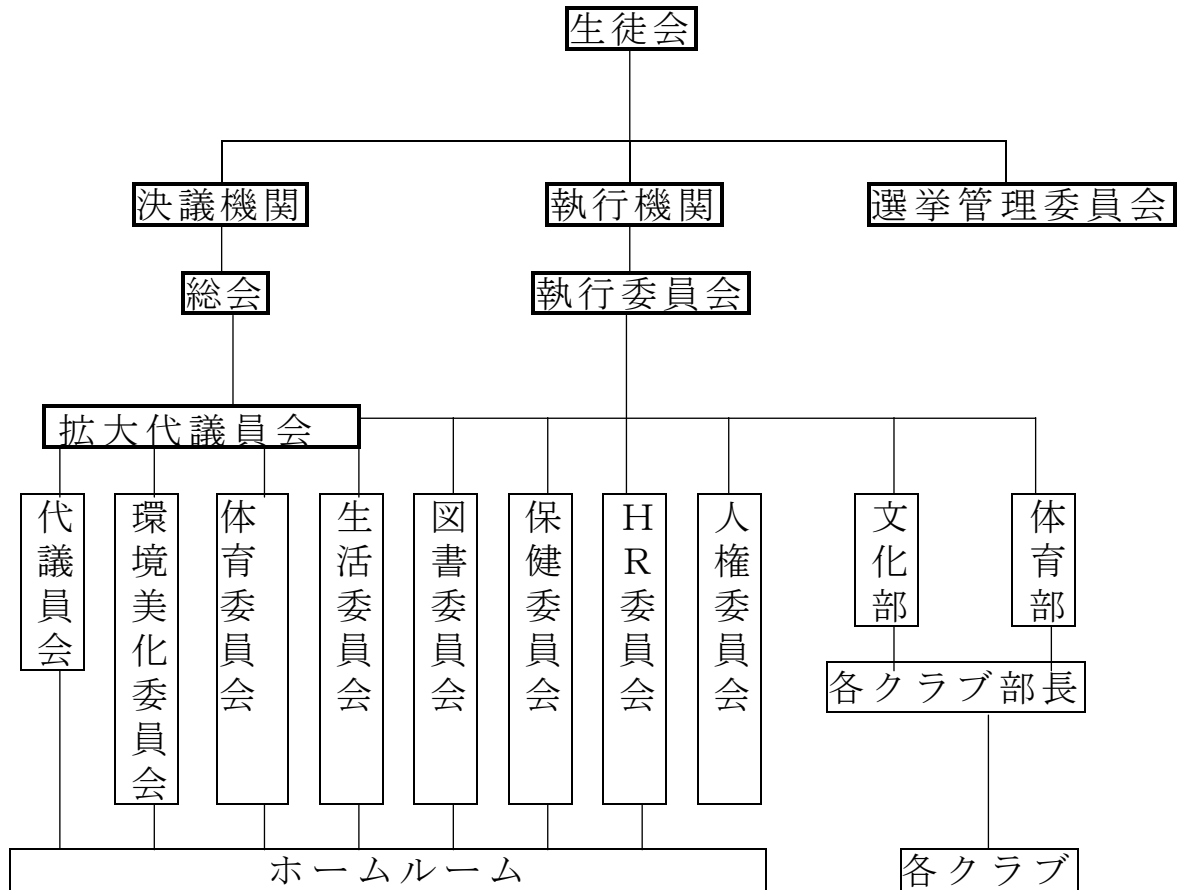 生徒会
決議機関
執行機関
選挙管理委員会
総会
執行委員会
拡大代議員会
代議員会
環境美化委員会
体育委員会
生活委員会
図書委員会
保健委員会
HR委員会
人権委員会
文化部
体育部
各クラブ部長
ホームルーム
各クラブ